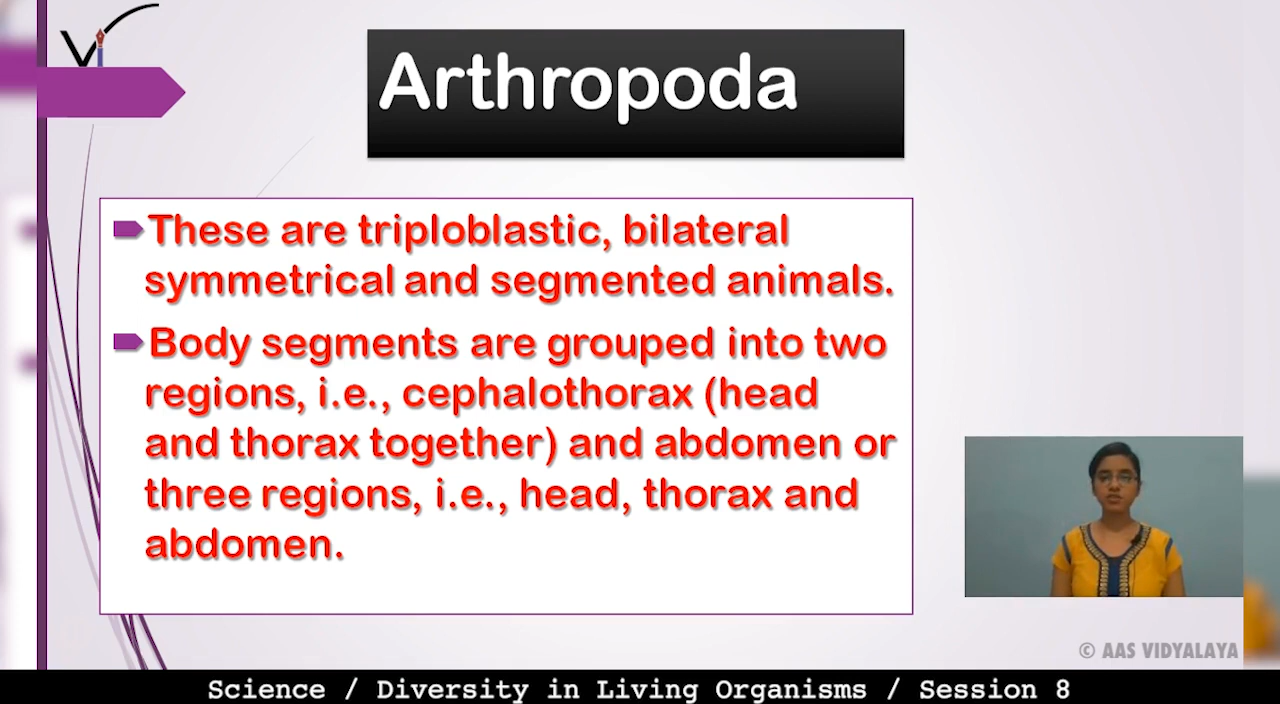 Arthropoda
These are triploblastic, bilateral
symmetrical and segmented animals.
Body segments are grouped into two
regions, i.e., cephalothorax (head
and thorax together) and abdomen or
three regions, i.e., head, thorax and
abdomen.
© AAS VIDYALAYA
Science / Diversity in Living Organisms / Session 8